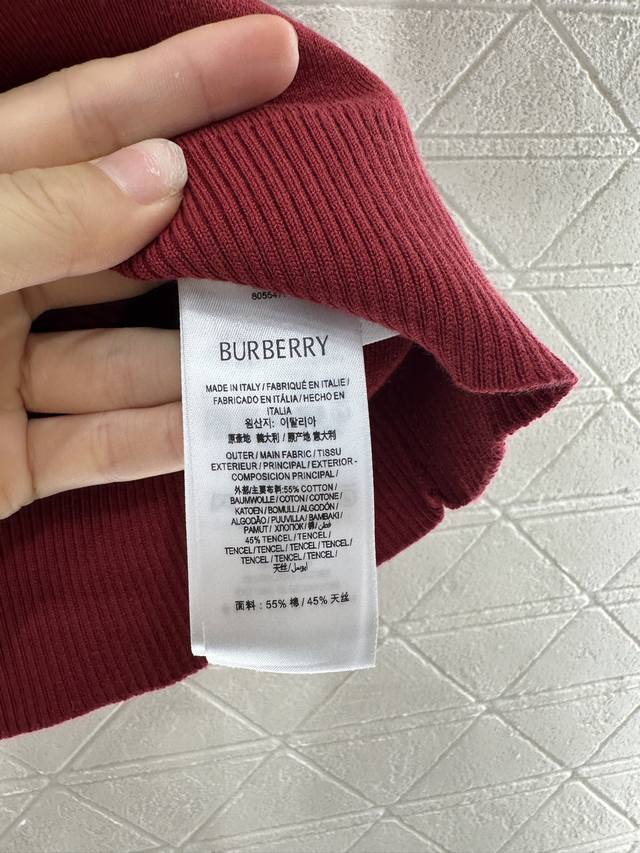 BURBERRY
MADE IN ITALY / FABRIQUÉ EN ITALIE /
FABRICADO EN ITÁLIA / HECHO EN
ITALIA
원산지: 이탈리아
原產地 義大利 / 原产地 意大利
OUTER / MAIN FABRIC / TISSU
EXTERIEUR / PRINCIPAL / EXTERIOR -
COMPOSICIÓN PRINCIPAL /
外部/主要布料:55% COTTON /
BAUMWOLLE / COTON / COTONE /
KATOEN / BOMULL / ALGODÓN /
ALGODÃO / PUUVILLA / BAMBAKI /
PAMUT / ХЛОПОК / 棉 / قطن
45% TENCEL / TENCEL /
TENCEL / TENCEL / TENCEL / TENCEL /
TENCEL / TENCEL / TENCEL /
天丝 /
面料 : 55% 棉 / 45% 天丝